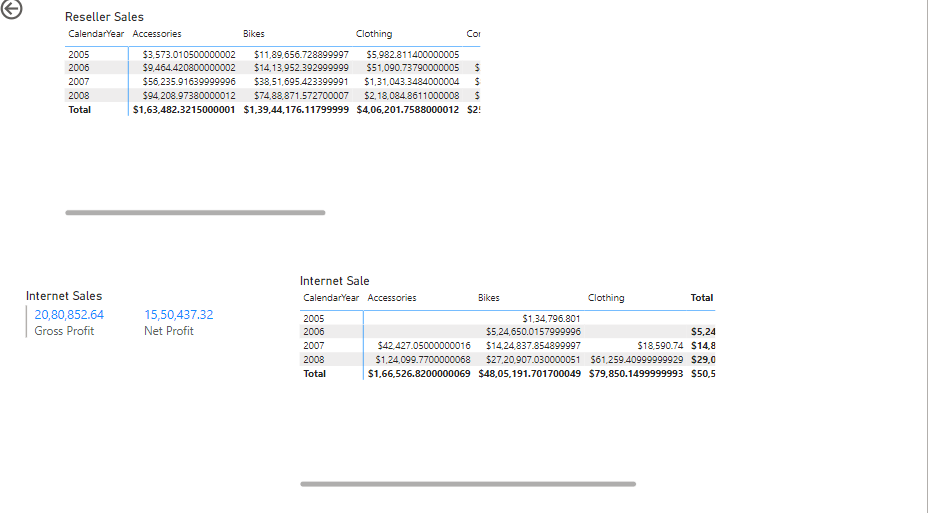 Reseller Sales
CalendarYear Accessories Bikes Clothing Cor
2005 $3,573.010500000002 $11,89,656.728899997 $5,982.811400000005
2006 $9,464.420800000002 $14,13,952.392999999 $51,090.73790000005 $
2007 $56,235.91639999996 $38,51,695.423399991 $1,31,043.3484000004 $
2008 $94,208.97380000012 $74,88,871.572700007 $2,18,084.8611000008 $
Total $1,63,482.3215000001 $1,39,44,176.11799999 $4,06,201.7588000012 $2
Internet Sale
CalendarYear Accessories Bikes Clothing Total
2005 $1,34,796.801
2006 $5,24,650.0157999996 $5,24
2007 $42,427.05000000016 $14,24,837.854899997 $18,590.74 $14,8
2008 $1,24,099.7700000068 $27,20,907.030000051 $61,259.40999999929 $29,0
Total $1,66,526.8200000069 $48,05,191.701700049 $79,850.1499999993 $50,5
Internet Sales
20,80,852.64 15,50,437.32
Gross Profit Net Profit